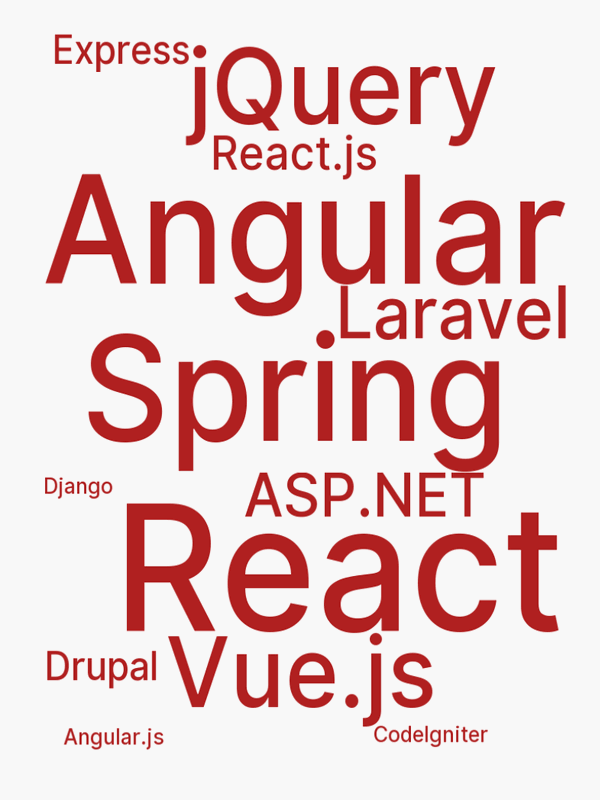 Express
jQuery
React.js
Angular
Laravel
Spring
Django
ASP.NET
React
Drupal
Vue.js
Angular.js
CodeIgniter